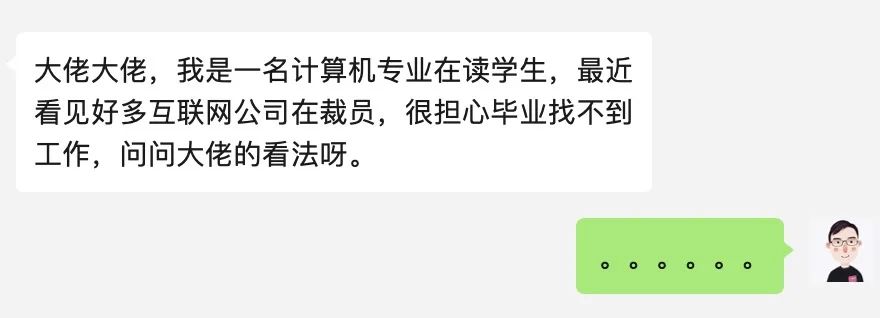 大佬大佬，我是一名计算机专业在读学生，最近
看见好多互联网公司在裁员，很担心毕业找不到
工作，问问大佬的看法呀。
。。。。。。